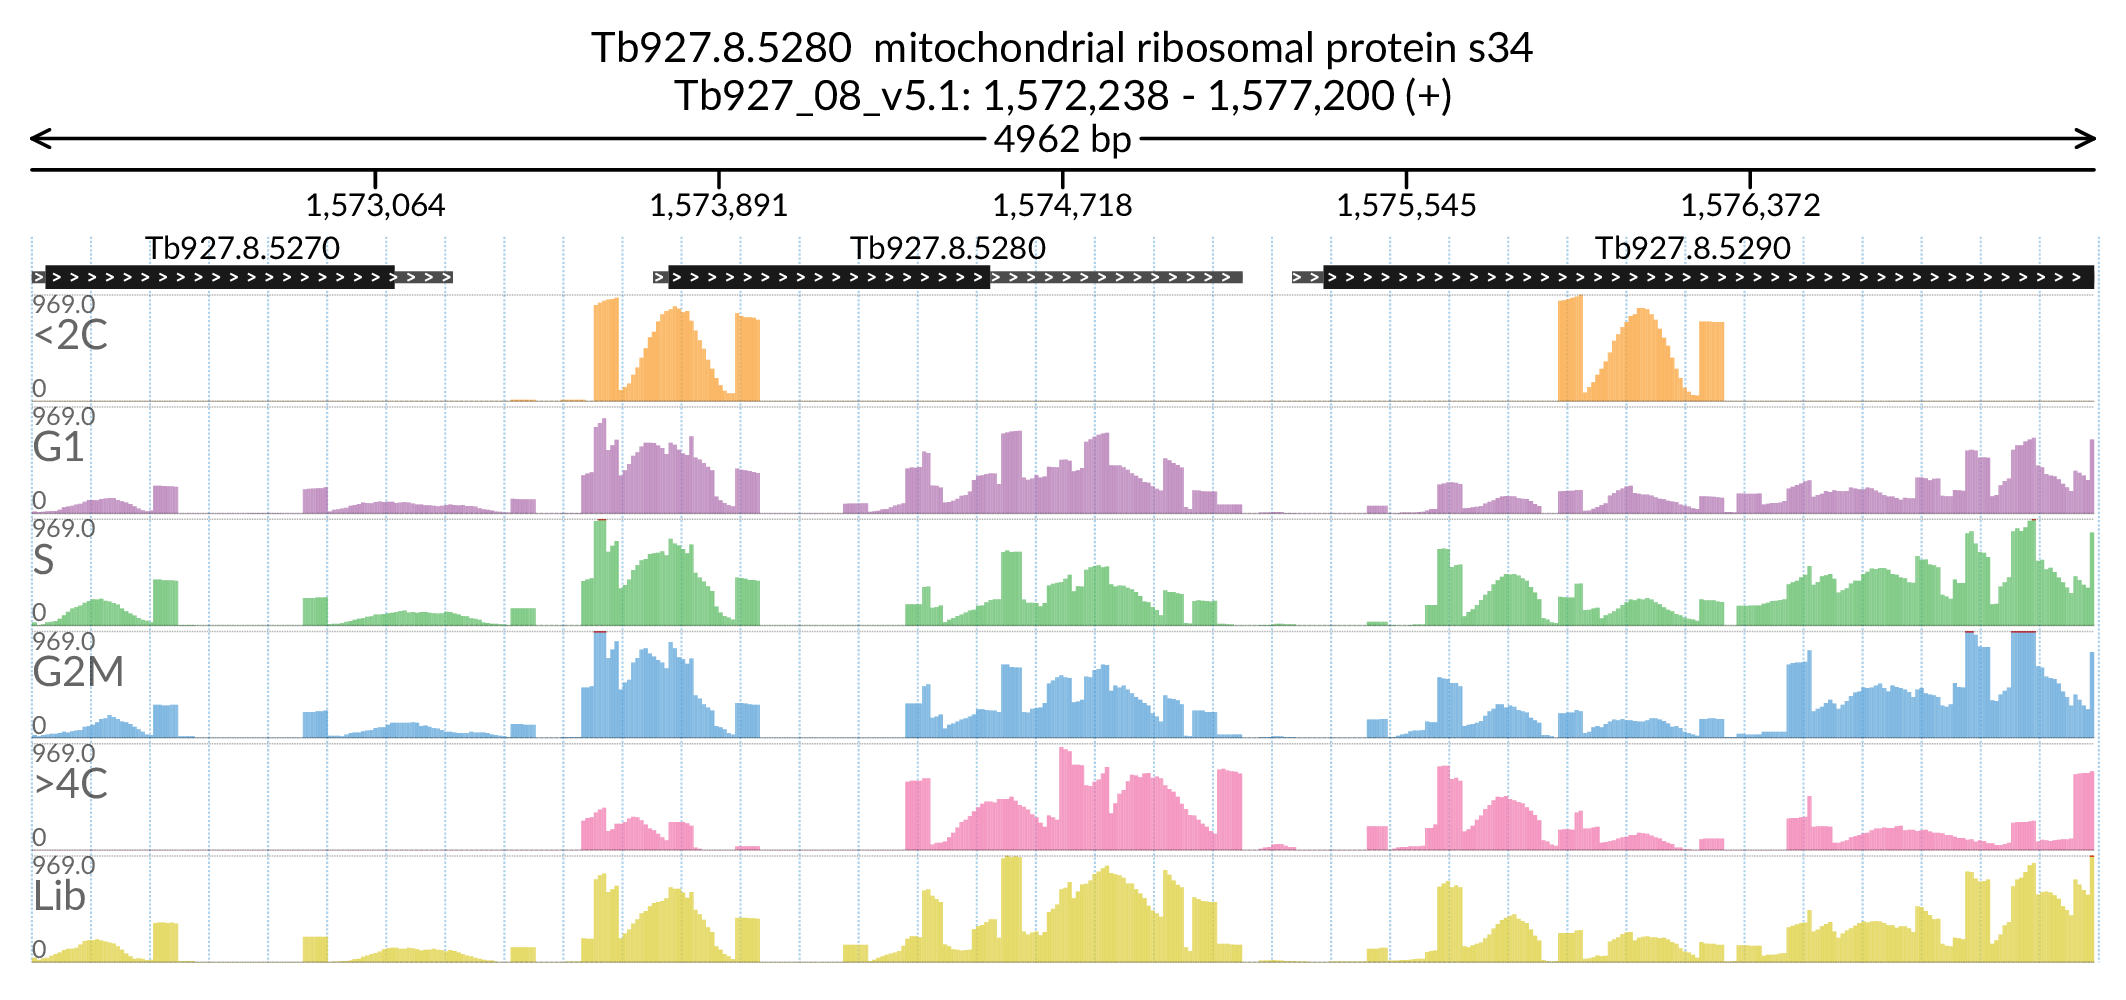 Tb927.8.5280  mitochondrial ribosomal protein s34
Tb927_08_v5.1: 1,572,238 - 1,577,200 (+)
4962 bp
1,573,064 1,573,891 1,574,718 1,575,545 1,576,372
Tb927.8.5270 Tb927.8.5280 Tb927.8.5290
969.0
<2C
0
969.0
G1
0
969.0
S
0
969.0
G2M
0
969.0
>4C
0
969.0
Lib
0